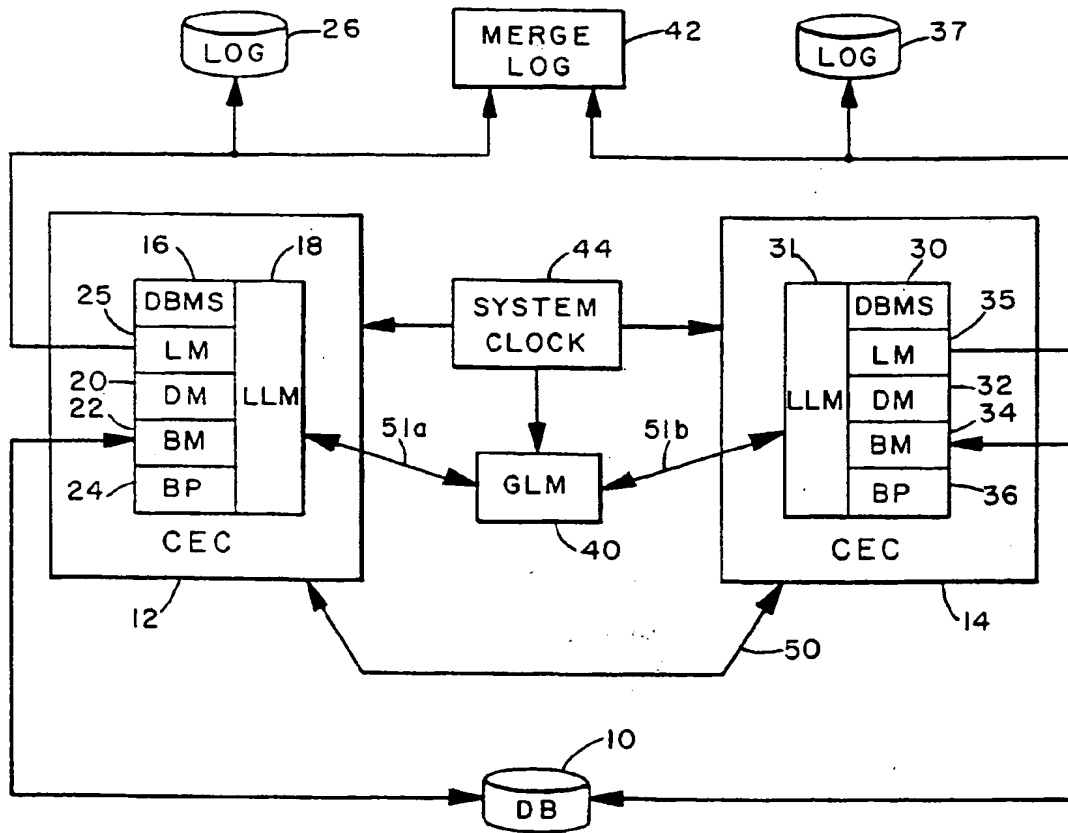 26
LOG
MERGE
LOG
42
LOG
37
16
18
44
31
30
DBMS
25
LM
20
DM
22
BM
24
BP
LLM
CEC
12
SYSTEM
CLOCK
51a
51b
GLM
40
LLM
DBMS
35
LM
32
DM
34
BM
36
BP
CEC
14
50
10
DB